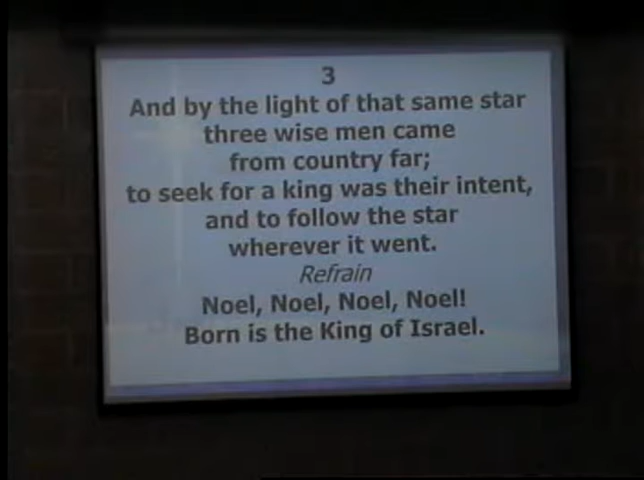 3
And by the light of that same star
three wise men came
from country far;
to seek for a king was their intent,
and to follow the star
wherever it went.
Refrain
Noel, Noel, Noel, Noel!
Born is the King of Israel.